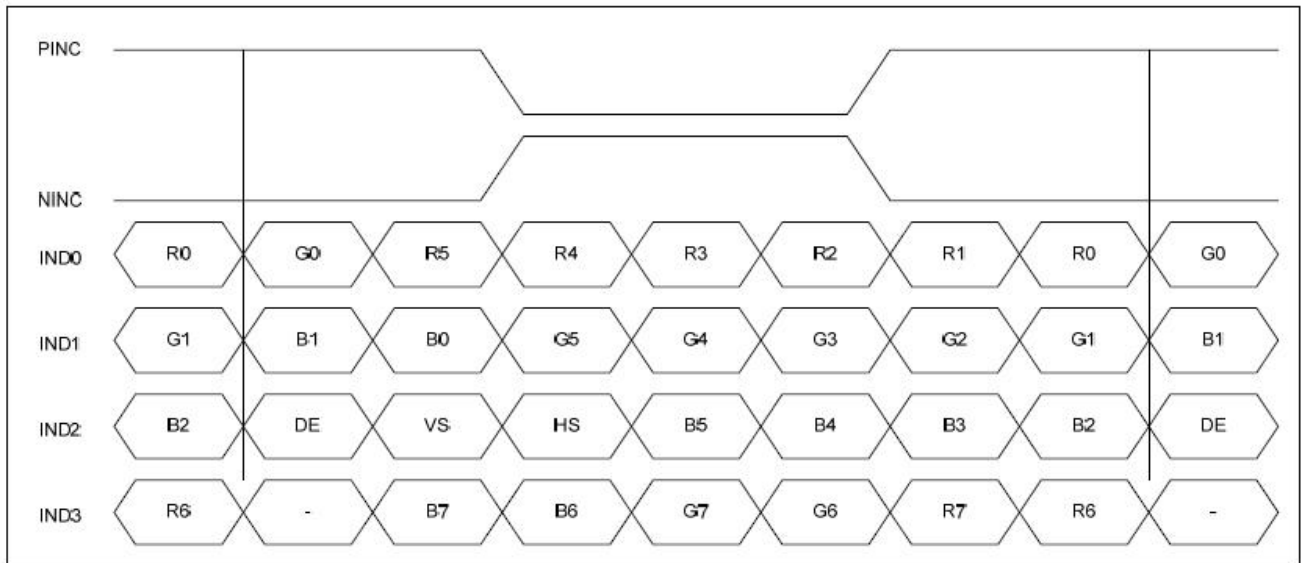 PINC
NINC
IND0 R0 G0 R5 R4 R3 R2 R1 R0 G0
IND1 G1 B1 B0 G5 G4 G3 G2 G1 B1
IND2 B2 DE VS HS B5 B4 B3 B2 DE
IND3 R6 - B7 B6 G7 G6 R7 R6 -